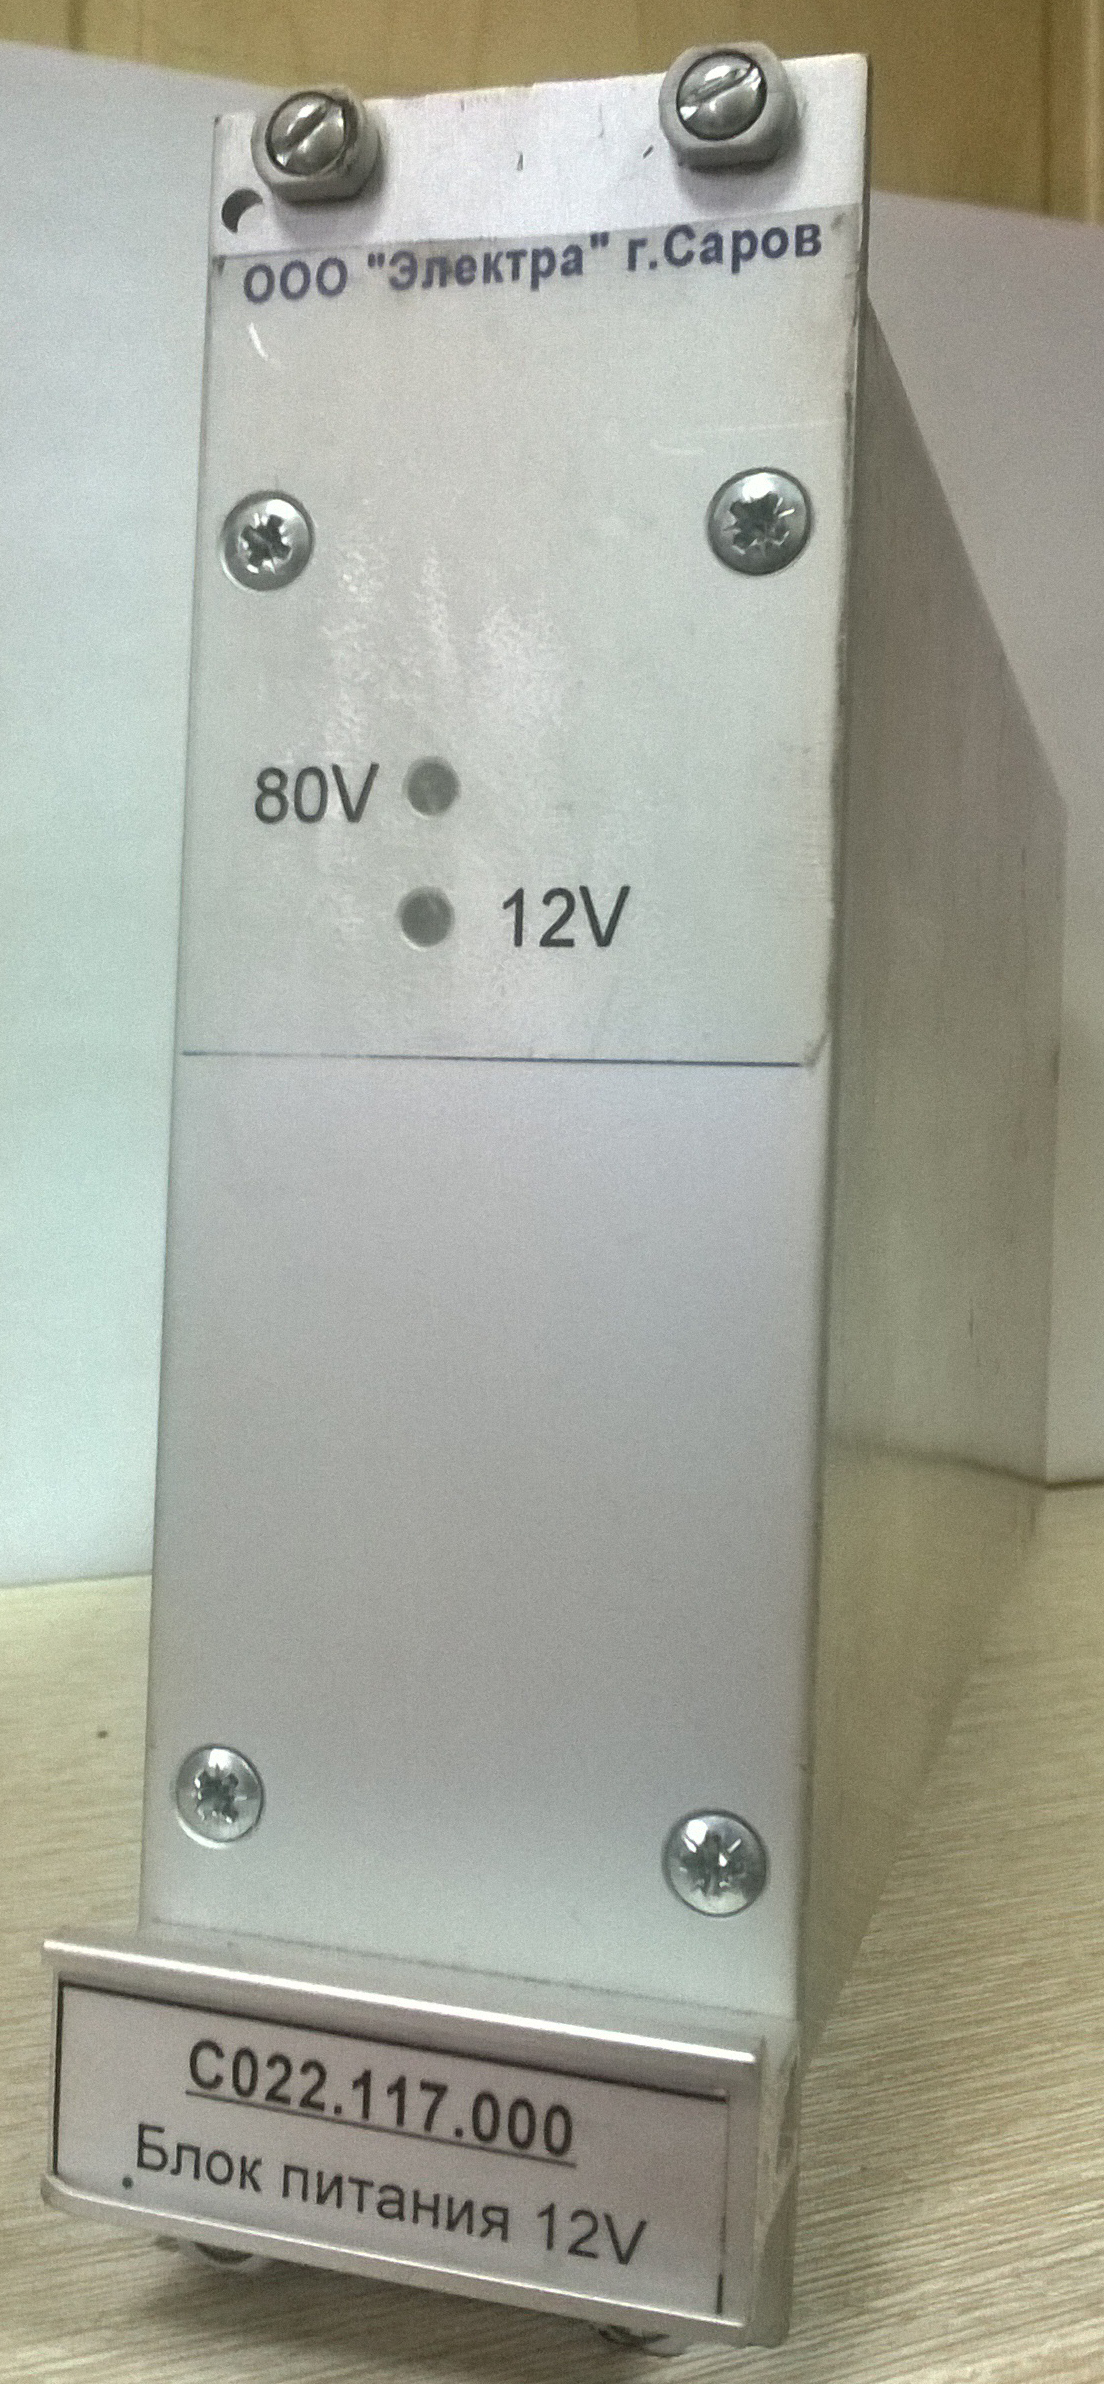 ООО "Электра" г.Саров
80V
12V
С022.117.000
Блок питания 12V